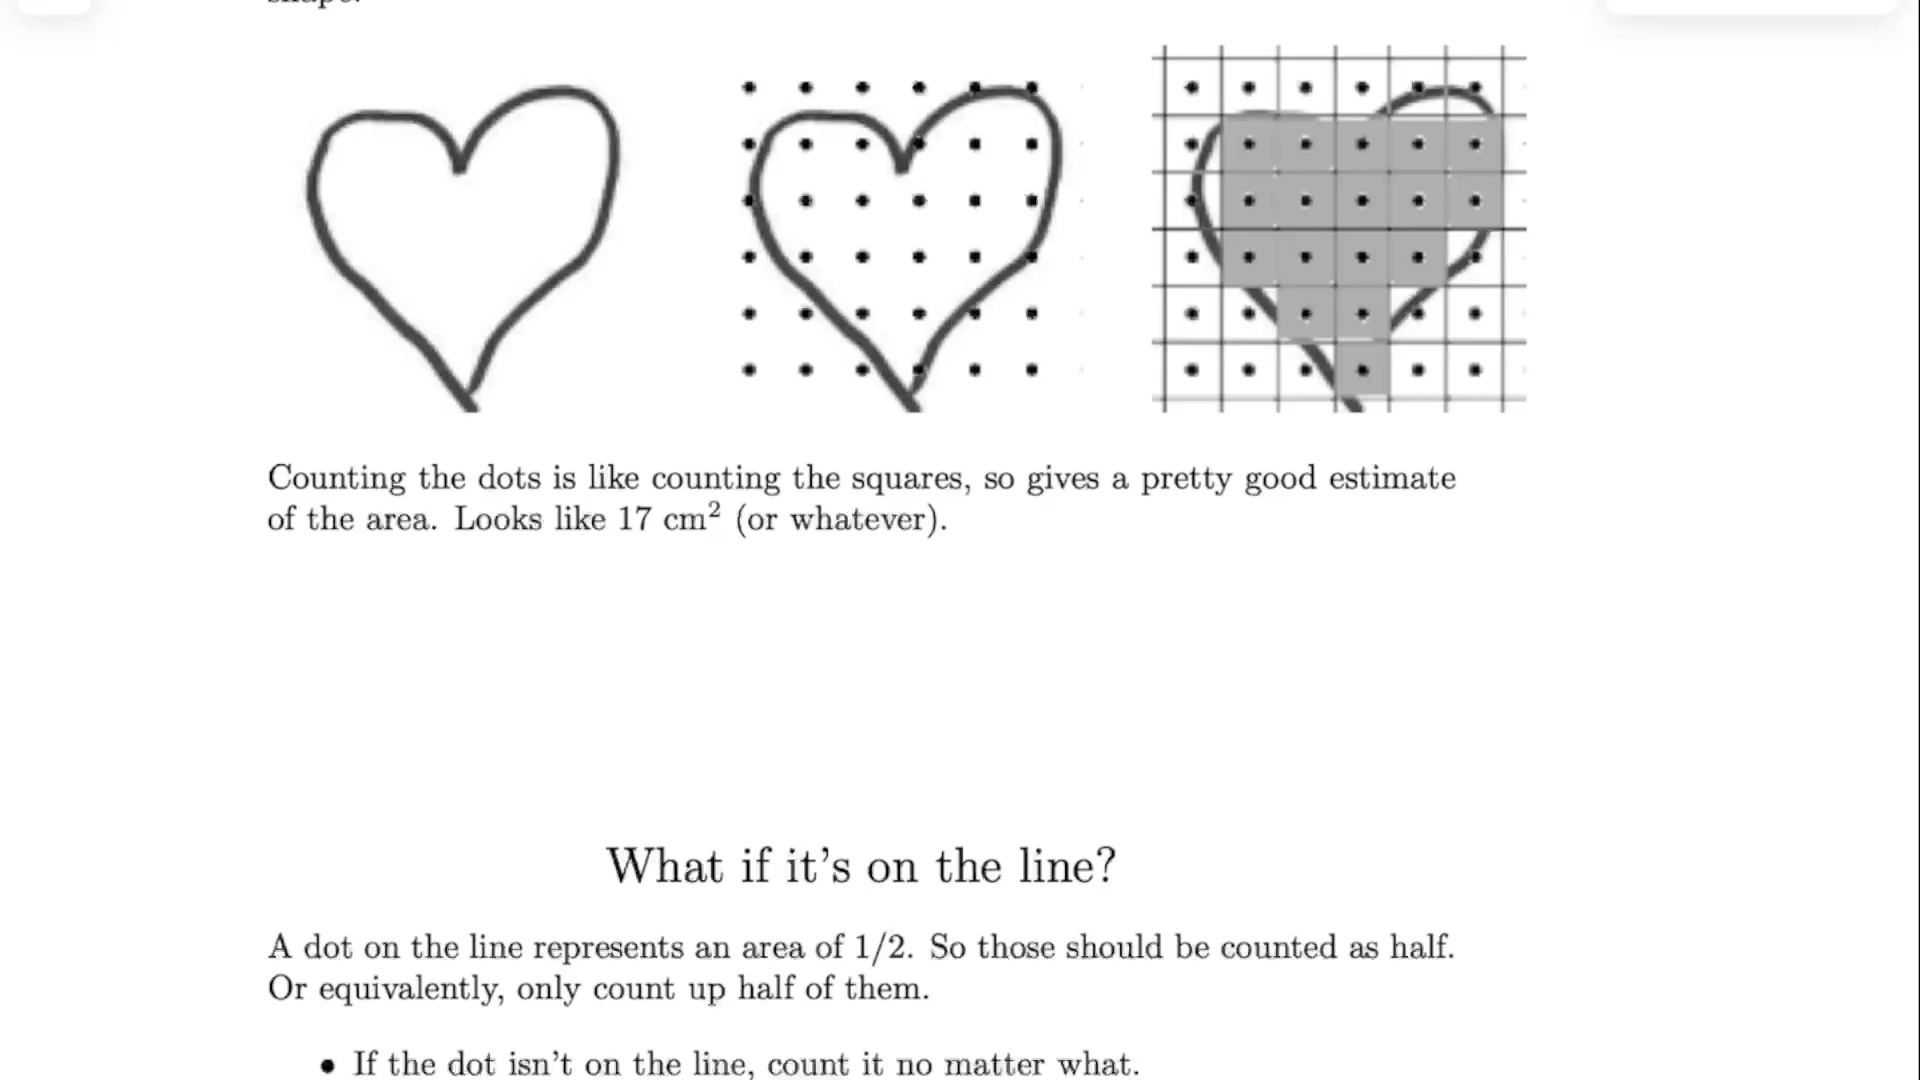 Counting the dots is like counting the squares, so gives a pretty good estimate
of the area. Looks like 17 cm² (or whatever).
What if it's on the line?
A dot on the line represents an area of 1/2. So those should be counted as half.
Or equivalently, only count up half of them.
• If the dot isn't on the line, count it no matter what.